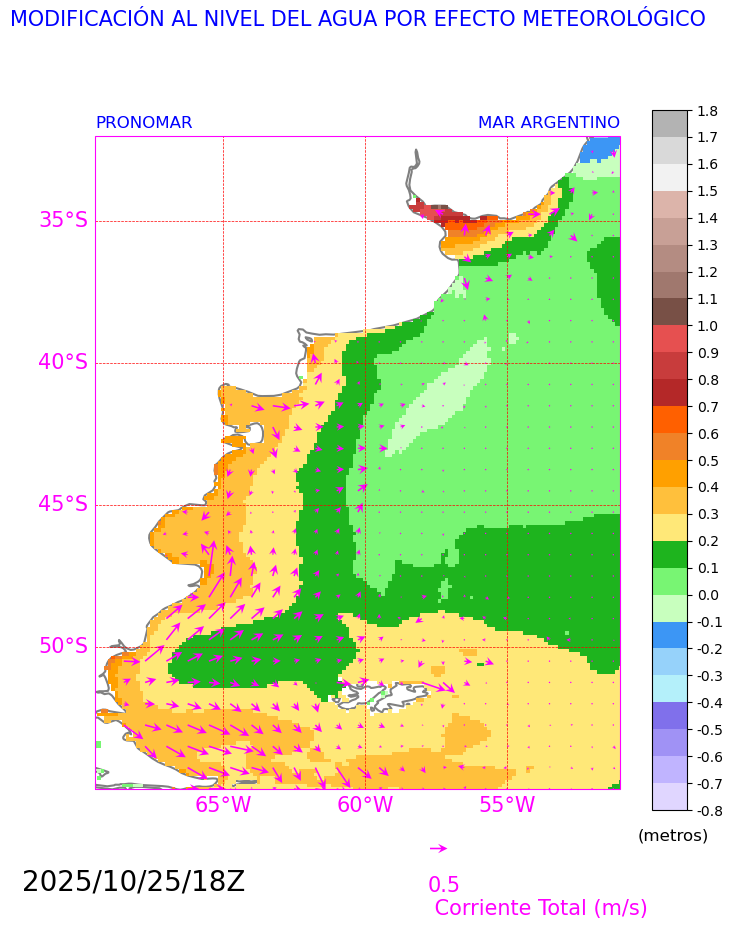 MODIFICACIÓN AL NIVEL DEL AGUA POR EFECTO METEOROLÓGICO
PRONOMAR
MAR ARGENTINO
35°S
40°S
45°S
50°S
65°W
60°W
55°W
1.8
1.7
1.6
1.5
1.4
1.3
1.2
1.1
1.0
0.9
0.8
0.7
0.6
0.5
0.4
0.3
0.2
0.1
0.0
-0.1
-0.2
-0.3
-0.4
-0.5
-0.6
-0.7
-0.8
(metros)
2025/10/25/18Z
0.5
Corriente Total (m/s)